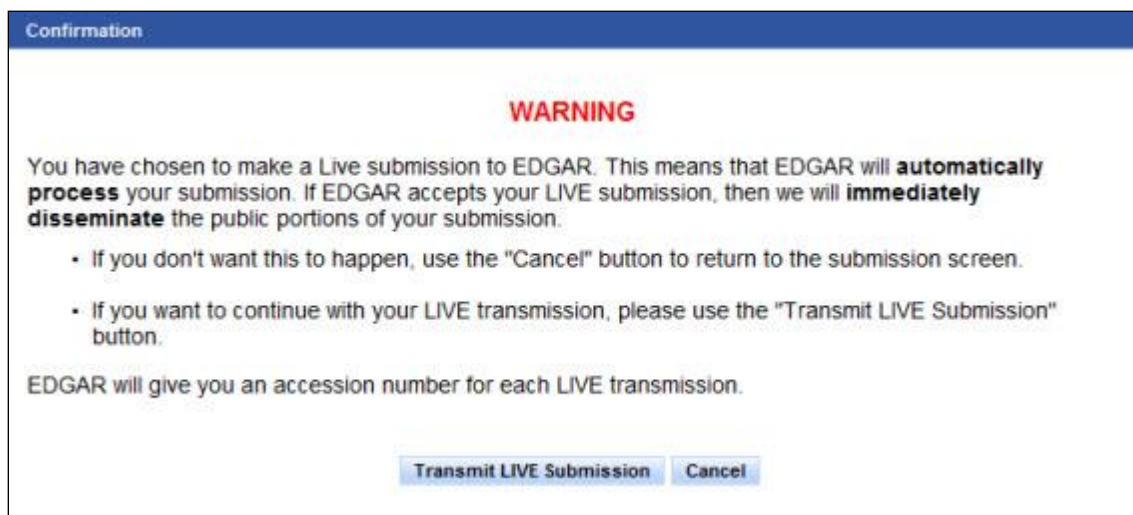 Confirmation
WARNING
You have chosen to make a Live submission to EDGAR. This means that EDGAR will automatically
process your submission. If EDGAR accepts your LIVE submission, then we will immediately
disseminate the public portions of your submission.
• If you don't want this to happen, use the "Cancel" button to return to the submission screen.
• If you want to continue with your LIVE transmission, please use the "Transmit LIVE Submission"
button.
EDGAR will give you an accession number for each LIVE transmission.
Transmit LIVE Submission Cancel